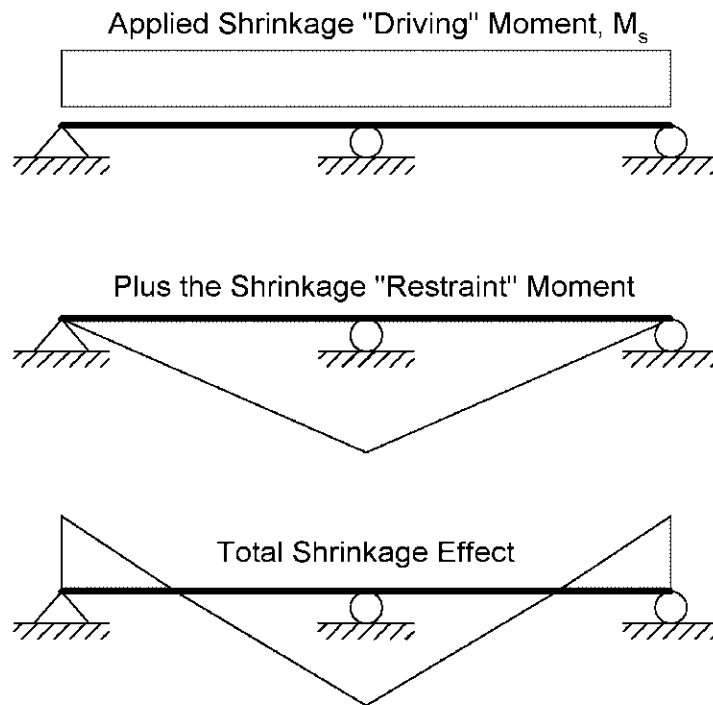 Applied Shrinkage "Driving" Moment, Mₛ
Plus the Shrinkage "Restraint" Moment
Total Shrinkage Effect